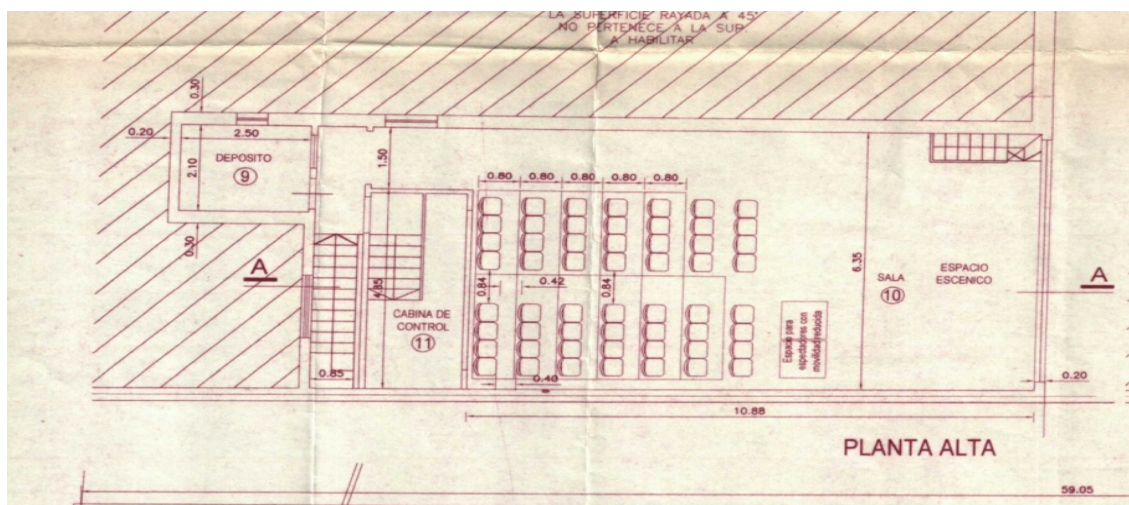 LA SUPERFICIE RAYADA A 45°
NO PERTENECE A LA SUP.
A HABILITAR
0.30
0.20
2.50
DEPOSITO
9
2.10
1.50
0.30
0.80 0.80 0.80 0.80 0.80
A
0.84
0.42
0.84
4.85
CABINA DE
CONTROL
11
0.85
0.40
6.35
SALA
10
ESPACIO
ESCENICO
A
Espacio para
espectadores con
movilidad reducida
0.20
10.88
PLANTA ALTA
59.05